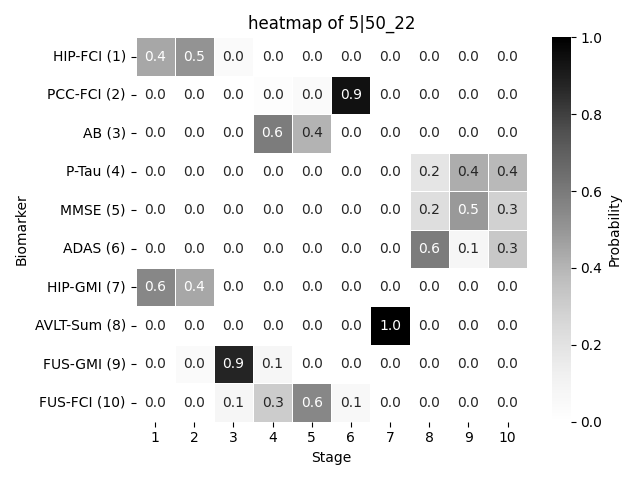 heatmap of 5|50_22
HIP-FCI (1) 0.4 0.5 0.0 0.0 0.0 0.0 0.0 0.0 0.0 0.0
PCC-FCI (2) 0.0 0.0 0.0 0.0 0.0 0.9 0.0 0.0 0.0 0.0
AB (3) 0.0 0.0 0.0 0.6 0.4 0.0 0.0 0.0 0.0 0.0
P-Tau (4) 0.0 0.0 0.0 0.0 0.0 0.0 0.0 0.2 0.4 0.4
MMSE (5) 0.0 0.0 0.0 0.0 0.0 0.0 0.0 0.2 0.5 0.3
ADAS (6) 0.0 0.0 0.0 0.0 0.0 0.0 0.0 0.6 0.1 0.3
HIP-GMI (7) 0.6 0.4 0.0 0.0 0.0 0.0 0.0 0.0 0.0 0.0
AVLT-Sum (8) 0.0 0.0 0.0 0.0 0.0 0.0 1.0 0.0 0.0 0.0
FUS-GMI (9) 0.0 0.0 0.9 0.1 0.0 0.0 0.0 0.0 0.0 0.0
FUS-FCI (10) 0.0 0.0 0.1 0.3 0.6 0.1 0.0 0.0 0.0 0.0
1 2 3 4 5 6 7 8 9 10
Stage
Biomarker
1.0
0.8
0.6
0.4
0.2
0.0
Probability